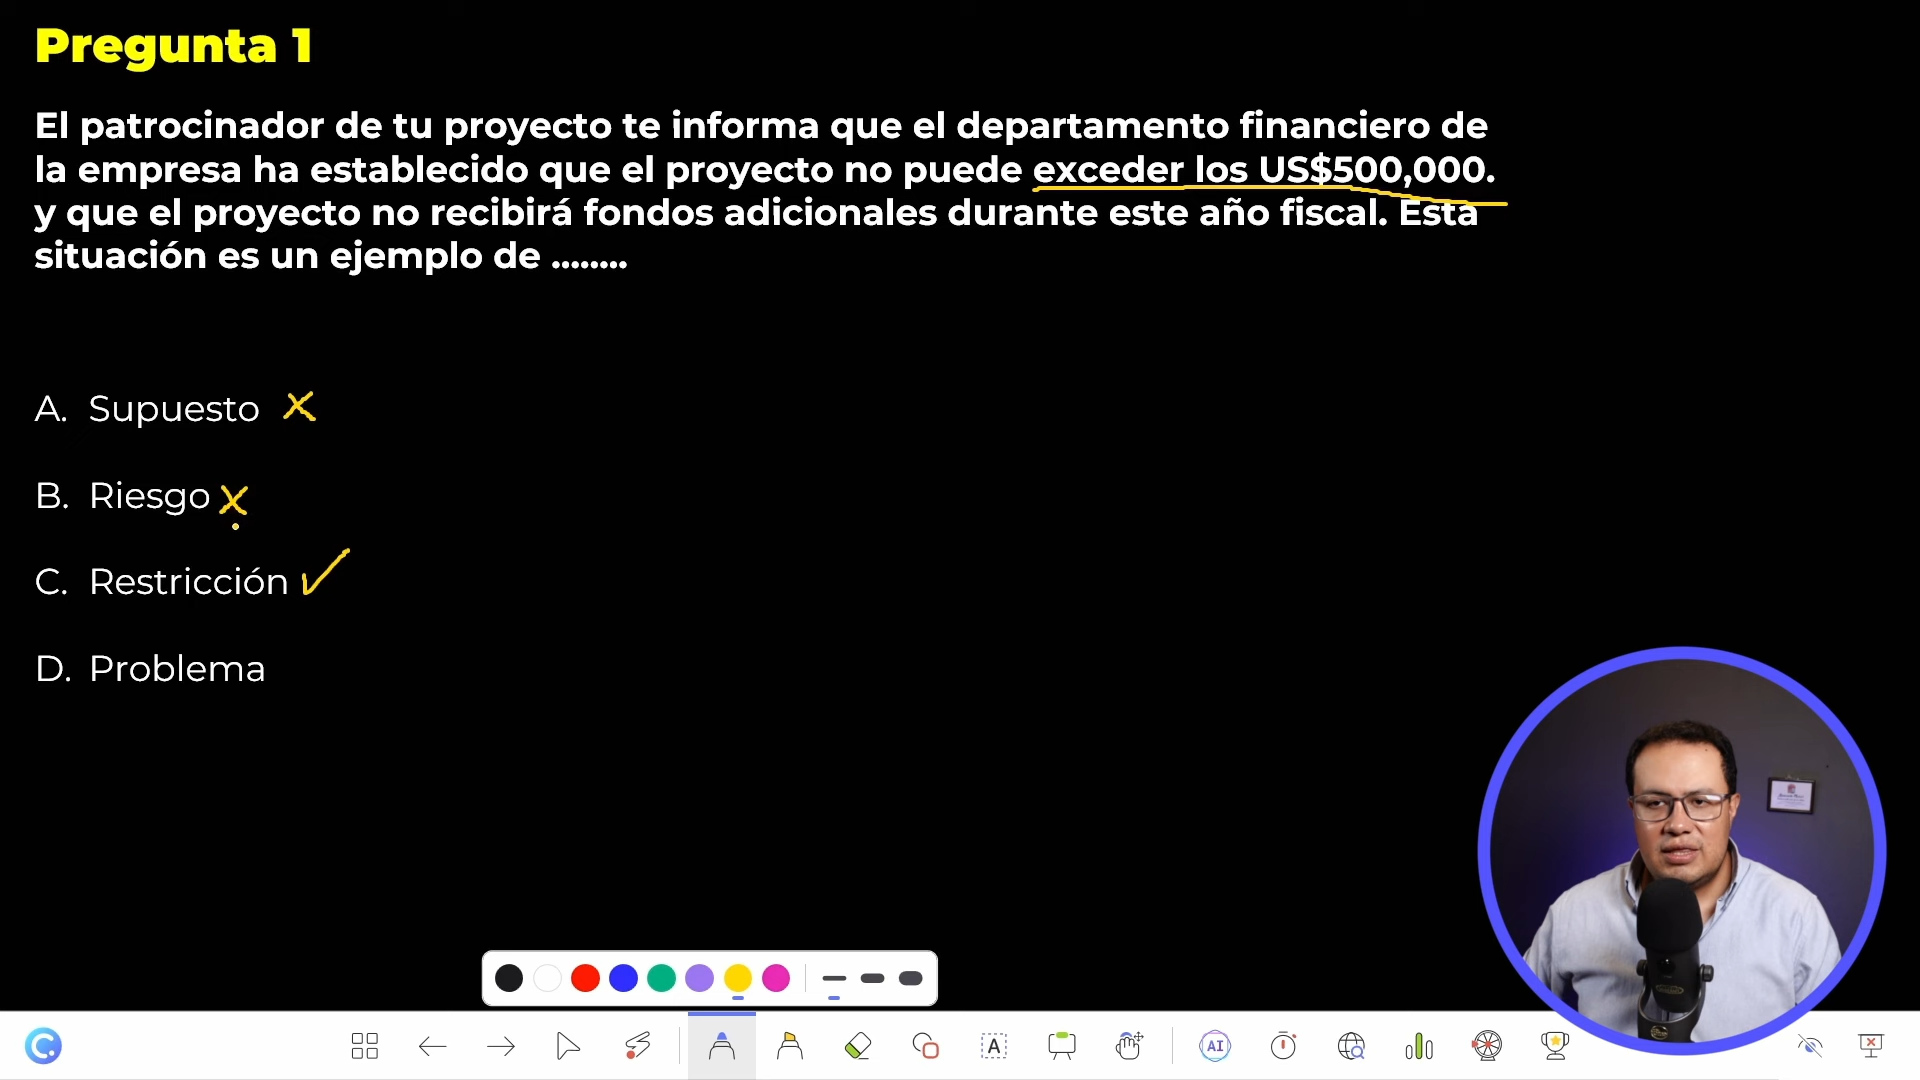 Pregunta 1
El patrocinador de tu proyecto te informa que el departamento financiero de
la empresa ha establecido que el proyecto no puede exceder los US$500,000.
y que el proyecto no recibirá fondos adicionales durante este año fiscal. Esta
situación es un ejemplo de ........
A. Supuesto
B. Riesgo
C. Restricción
D. Problema
A
AI